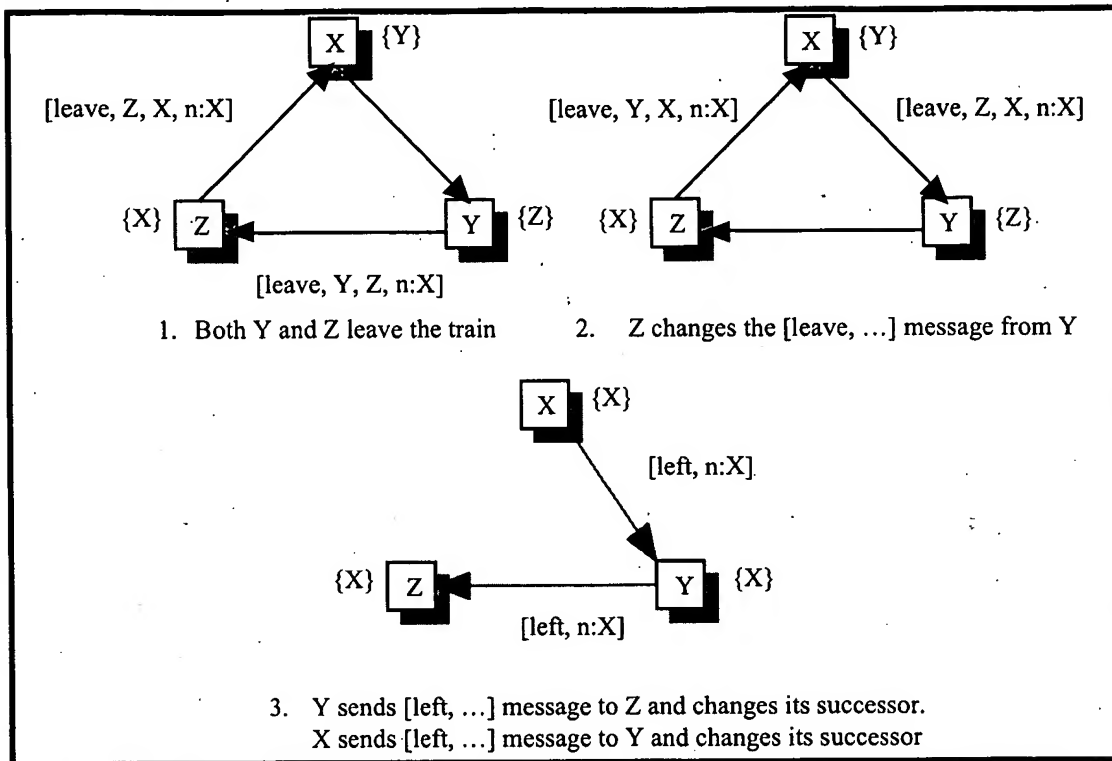 X {Y}
[leave, Z, X, n:X]
{X} Z
Y {Z}
[leave, Y, Z, n:X]
1. Both Y and Z leave the train
X {Y}
[leave, Y, X, n:X]
[leave, Z, X, n:X]
{X} Z
Y {Z}
2. Z changes the [leave, ...] message from Y
X {X}
[left, n:X]
{X} Z
Y {X}
[left, n:X]
3. Y sends [left, ...] message to Z and changes its successor.
X sends [left, ...] message to Y and changes its successor